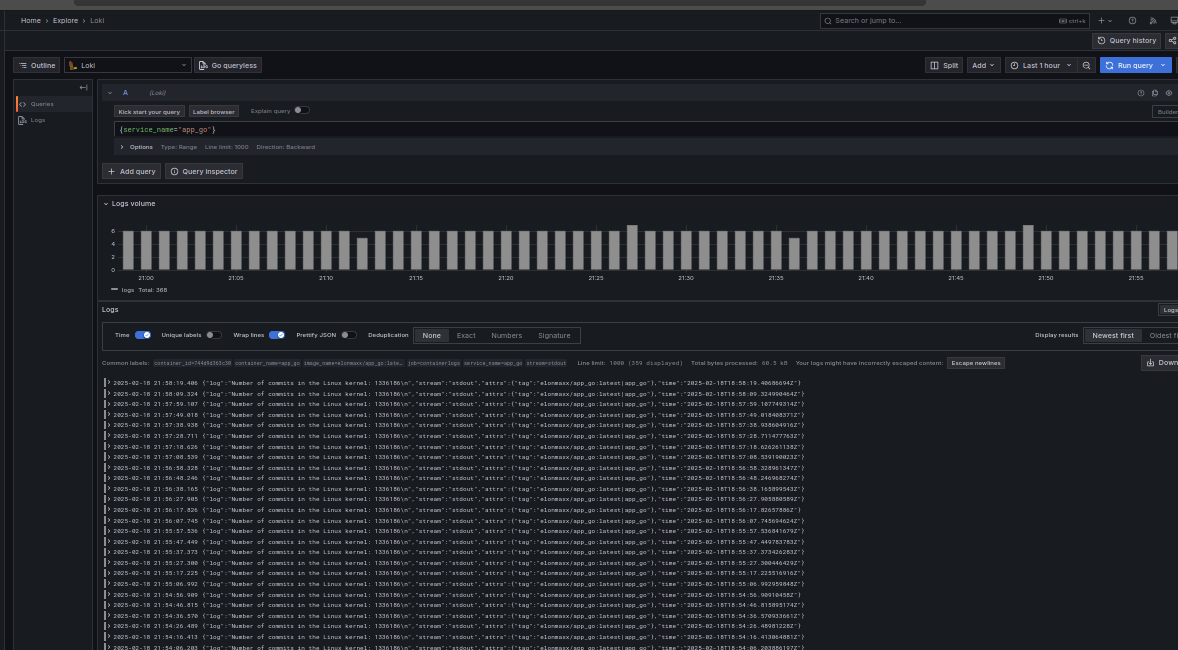 Home › Explore › Loki
Search or jump to...
ctrl+k
Query history
Outline
Loki
Go queryless
Split
Add
Last 1 hour
Run query
Queries
Logs
A (Loki)
Kick start your query
Label browser
Explain query
Builder
{service_name="app_go"}
Options Type: Range Line limit: 1000 Direction: Backward
+ Add query
Query inspector
Logs volume
6
4
2
0
21:00 21:05 21:10 21:15 21:20 21:25 21:30 21:35 21:40 21:45 21:50 21:55
logs Total: 368
Logs
Logs
Time Unique labels Wrap lines Prettify JSON Deduplication None Exact Numbers Signature Display results Newest first Oldest fi
Common labels: container_name=app_go job=containerlogs service_name=app_go stream=stdout Line limit: 1000 (359 displayed) Total bytes processed: 60.5 kB Your logs might have incorrectly escaped content: Escape newlines Down
2025-02-18 21:58:19.406 {"log":"Number of commits in the Linux kernel: 1336186\n","stream":"stdout","attrs":{"tag":"elonmaxx/app_go:latest|app_go"},"time":"2025-02-18T18:58:19.40686694Z"}
2025-02-18 21:58:09.324 {"log":"Number of commits in the Linux kernel: 1336186\n","stream":"stdout","attrs":{"tag":"elonmaxx/app_go:latest|app_go"},"time":"2025-02-18T18:58:09.324990464Z"}
2025-02-18 21:57:59.107 {"log":"Number of commits in the Linux kernel: 1336186\n","stream":"stdout","attrs":{"tag":"elonmaxx/app_go:latest|app_go"},"time":"2025-02-18T18:57:59.107749314Z"}
2025-02-18 21:57:49.018 {"log":"Number of commits in the Linux kernel: 1336186\n","stream":"stdout","attrs":{"tag":"elonmaxx/app_go:latest|app_go"},"time":"2025-02-18T18:57:49.018408371Z"}
2025-02-18 21:57:38.938 {"log":"Number of commits in the Linux kernel: 1336186\n","stream":"stdout","attrs":{"tag":"elonmaxx/app_go:latest|app_go"},"time":"2025-02-18T18:57:38.938604916Z"}
2025-02-18 21:57:28.711 {"log":"Number of commits in the Linux kernel: 1336186\n","stream":"stdout","attrs":{"tag":"elonmaxx/app_go:latest|app_go"},"time":"2025-02-18T18:57:28.711477763Z"}
2025-02-18 21:57:18.626 {"log":"Number of commits in the Linux kernel: 1336186\n","stream":"stdout","attrs":{"tag":"elonmaxx/app_go:latest|app_go"},"time":"2025-02-18T18:57:18.626261138Z"}
2025-02-18 21:57:08.539 {"log":"Number of commits in the Linux kernel: 1336186\n","stream":"stdout","attrs":{"tag":"elonmaxx/app_go:latest|app_go"},"time":"2025-02-18T18:57:08.539190023Z"}
2025-02-18 21:56:58.328 {"log":"Number of commits in the Linux kernel: 1336186\n","stream":"stdout","attrs":{"tag":"elonmaxx/app_go:latest|app_go"},"time":"2025-02-18T18:56:58.328961347Z"}
2025-02-18 21:56:48.246 {"log":"Number of commits in the Linux kernel: 1336186\n","stream":"stdout","attrs":{"tag":"elonmaxx/app_go:latest|app_go"},"time":"2025-02-18T18:56:48.246968274Z"}
2025-02-18 21:56:38.165 {"log":"Number of commits in the Linux kernel: 1336186\n","stream":"stdout","attrs":{"tag":"elonmaxx/app_go:latest|app_go"},"time":"2025-02-18T18:56:38.165899543Z"}
2025-02-18 21:56:27.905 {"log":"Number of commits in the Linux kernel: 1336186\n","stream":"stdout","attrs":{"tag":"elonmaxx/app_go:latest|app_go"},"time":"2025-02-18T18:56:27.905880589Z"}
2025-02-18 21:56:17.826 {"log":"Number of commits in the Linux kernel: 1336186\n","stream":"stdout","attrs":{"tag":"elonmaxx/app_go:latest|app_go"},"time":"2025-02-18T18:56:17.82657886Z"}
2025-02-18 21:56:07.745 {"log":"Number of commits in the Linux kernel: 1336186\n","stream":"stdout","attrs":{"tag":"elonmaxx/app_go:latest|app_go"},"time":"2025-02-18T18:56:07.745694624Z"}
2025-02-18 21:55:57.536 {"log":"Number of commits in the Linux kernel: 1336186\n","stream":"stdout","attrs":{"tag":"elonmaxx/app_go:latest|app_go"},"time":"2025-02-18T18:55:57.536841679Z"}
2025-02-18 21:55:47.449 {"log":"Number of commits in the Linux kernel: 1336186\n","stream":"stdout","attrs":{"tag":"elonmaxx/app_go:latest|app_go"},"time":"2025-02-18T18:55:47.449783783Z"}
2025-02-18 21:55:37.373 {"log":"Number of commits in the Linux kernel: 1336186\n","stream":"stdout","attrs":{"tag":"elonmaxx/app_go:latest|app_go"},"time":"2025-02-18T18:55:37.373426283Z"}
2025-02-18 21:55:27.300 {"log":"Number of commits in the Linux kernel: 1336186\n","stream":"stdout","attrs":{"tag":"elonmaxx/app_go:latest|app_go"},"time":"2025-02-18T18:55:27.300446429Z"}
2025-02-18 21:55:17.225 {"log":"Number of commits in the Linux kernel: 1336186\n","stream":"stdout","attrs":{"tag":"elonmaxx/app_go:latest|app_go"},"time":"2025-02-18T18:55:17.225516916Z"}
2025-02-18 21:55:06.992 {"log":"Number of commits in the Linux kernel: 1336186\n","stream":"stdout","attrs":{"tag":"elonmaxx/app_go:latest|app_go"},"time":"2025-02-18T18:55:06.992959848Z"}
2025-02-18 21:54:56.909 {"log":"Number of commits in the Linux kernel: 1336186\n","stream":"stdout","attrs":{"tag":"elonmaxx/app_go:latest|app_go"},"time":"2025-02-18T18:54:56.90910458Z"}
2025-02-18 21:54:46.815 {"log":"Number of commits in the Linux kernel: 1336186\n","stream":"stdout","attrs":{"tag":"elonmaxx/app_go:latest|app_go"},"time":"2025-02-18T18:54:46.815895174Z"}
2025-02-18 21:54:36.570 {"log":"Number of commits in the Linux kernel: 1336186\n","stream":"stdout","attrs":{"tag":"elonmaxx/app_go:latest|app_go"},"time":"2025-02-18T18:54:36.570933661Z"}
2025-02-18 21:54:26.489 {"log":"Number of commits in the Linux kernel: 1336186\n","stream":"stdout","attrs":{"tag":"elonmaxx/app_go:latest|app_go"},"time":"2025-02-18T18:54:26.48981228Z"}
2025-02-18 21:54:16.413 {"log":"Number of commits in the Linux kernel: 1336186\n","stream":"stdout","attrs":{"tag":"elonmaxx/app_go:latest|app_go"},"time":"2025-02-18T18:54:16.413064881Z"}
2025-02-18 21:54:06.203 {"log":"Number of commits in the Linux kernel: 1336186\n","stream":"stdout","attrs":{"tag":"elonmaxx/app_go:latest|app_go"},"time":"2025-02-18T18:54:06.203886197Z"}